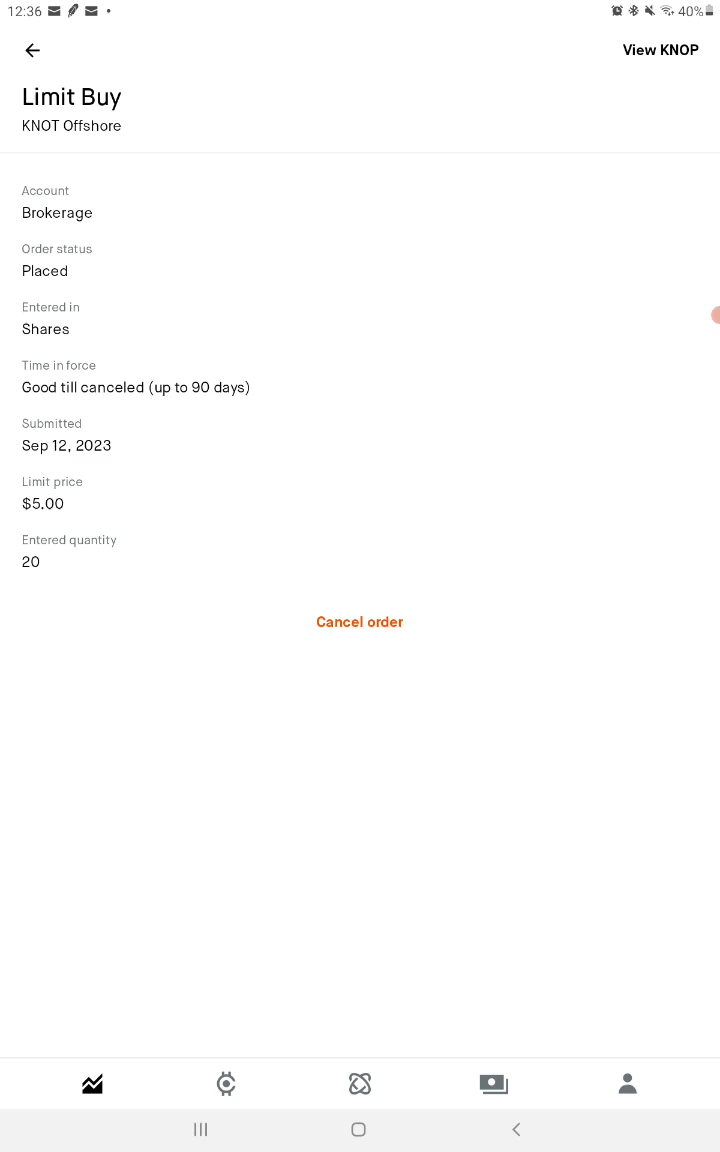 12:36
40%
View KNOP
Limit Buy
KNOT Offshore
Account
Brokerage
Order status
Placed
Entered in
Shares
Time in force
Good till canceled (up to 90 days)
Submitted
Sep 12, 2023
Limit price
$5.00
Entered quantity
20
Cancel order